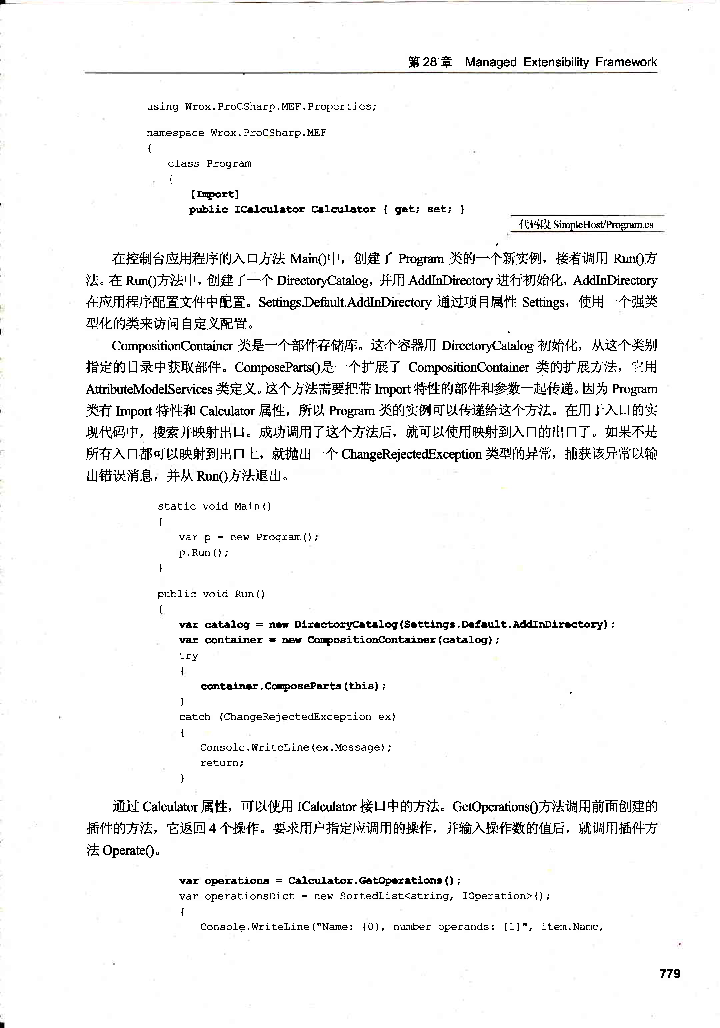 第 28 章 Managed Extensibility Framework
using Wrox.ProCSharp.MEF.Properties;
namespace Wrox.ProCSharp.MEF
{
class Program
{
[Import]
public ICalculator Calculator { get; set; }
代码段 SimpleHost/Program.cs
在控制台应用程序的入口方法 Main()中，创建了 Program 类的一个新实例，接着调用 Run()方
法。在 Run()方法中，创建了一个 DirectoryCatalog，并用 AddInDirectory 进行初始化，AddInDirectory
在应用程序配置文件中配置。Settings.Default.AddInDirectory 通过项目属性 Settings，使用一个强类
型化的类来访问自定义配置。
CompositionContainer 类是一个部件存储库。这个容器用 DirectoryCatalog 初始化，从这个类别
指定的目录中获取部件。ComposeParts()是一个扩展了 CompositionContainer 类的扩展方法，它用
AttributeModelServices 类定义。这个方法需要把带 Import 特性的部件和参数一起传递。因为 Program
类有 Import 特性和 Calculator 属性，所以 Program 类的实例可以传递给这个方法。在用于入口的实
现代码中，搜索并映射出口。成功调用了这个方法后，就可以使用映射到入口的出口了。如果不是
所有入口都可以映射到出口上，就抛出一个 ChangeRejectedException 类型的异常，捕获该异常以输
出错误消息，并从 Run()方法退出。
static void Main()
{
var p = new Program();
p.Run();
}
public void Run()
{
var catalog = new DirectoryCatalog(Settings.Default.AddInDirectory);
var container = new CompositionContainer(catalog);
try
{
container.ComposeParts(this);
}
catch (ChangeRejectedException ex)
{
Console.WriteLine(ex.Message);
return;
}
通过 Calculator 属性，可以使用 ICalculator 接口中的方法。GetOperations()方法调用前面创建的
插件的方法，它返回 4 个操作。要求用户指定应调用的操作，并输入操作数的值后，就调用插件方
法 Operate()。
var operations = Calculator.GetOperations();
var operationsDict = new SortedList<string, IOperation>();
{
Console.WriteLine("Name: {0}, number operands: {1}", item.Name,
779